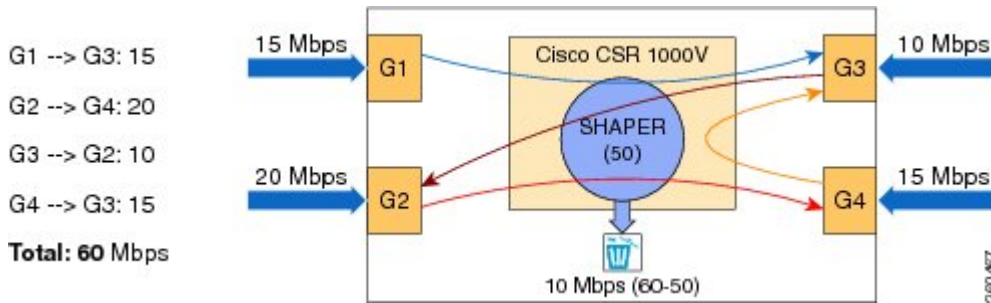 G1 --> G3: 15
G2 --> G4: 20
G3 --> G2: 10
G4 --> G3: 15
Total: 60 Mbps
15 Mbps
G1
Cisco CSR 1000V
G3
10 Mbps
SHAPER
(50)
20 Mbps
G2
G4
15 Mbps
10 Mbps (60-50)